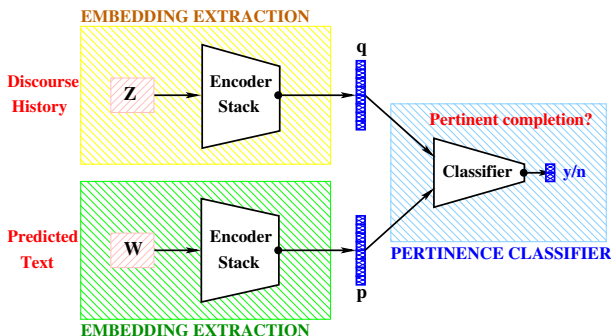 EMBEDDING EXTRACTION
q
Discourse
History
Z
Encoder
Stack
Pertinent completion?
Classifier
y/n
Predicted
Text
W
Encoder
Stack
PERTINENCE CLASSIFIER
p
EMBEDDING EXTRACTION